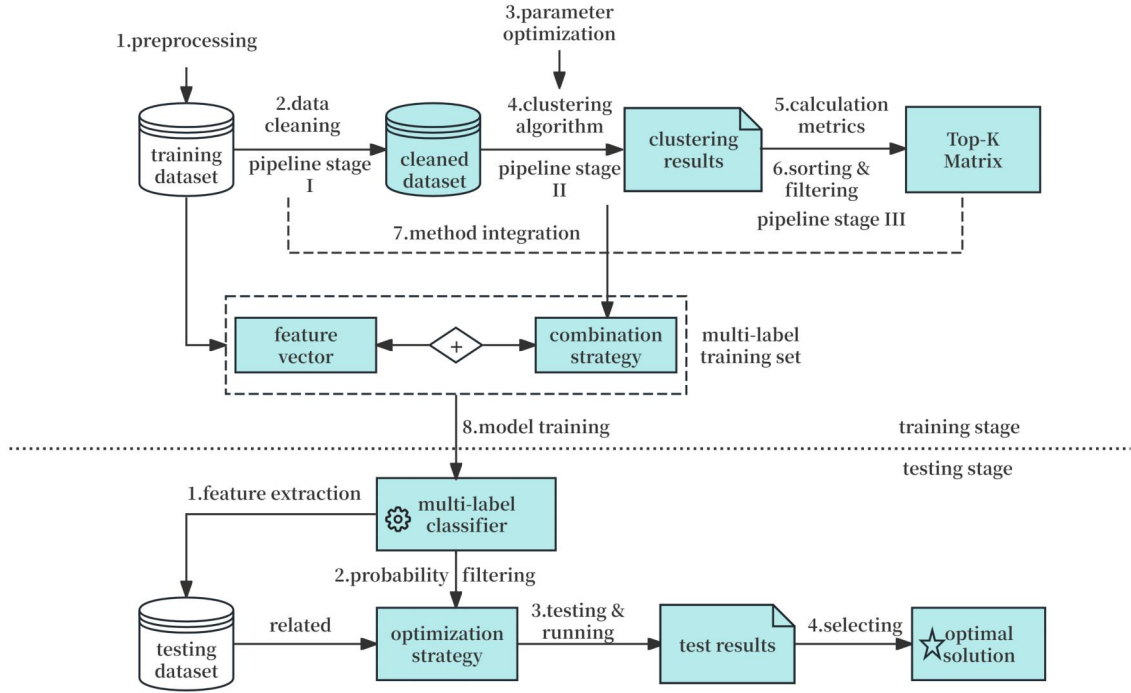 3.parameter
optimization
1.preprocessing
2.data
cleaning
4.clustering
algorithm
5.calculation
metrics
training
dataset
pipeline stage
I
cleaned
dataset
pipeline stage
II
clustering
results
6.sorting &
filtering
pipeline stage III
Top-K
Matrix
7.method integration
feature
vector
+
combination
strategy
multi-label
training set
8.model training
training stage
testing stage
1.feature extraction
multi-label
classifier
2.probability filtering
testing
dataset
related
optimization
strategy
3.testing &
running
test results
4.selecting
optimal
solution